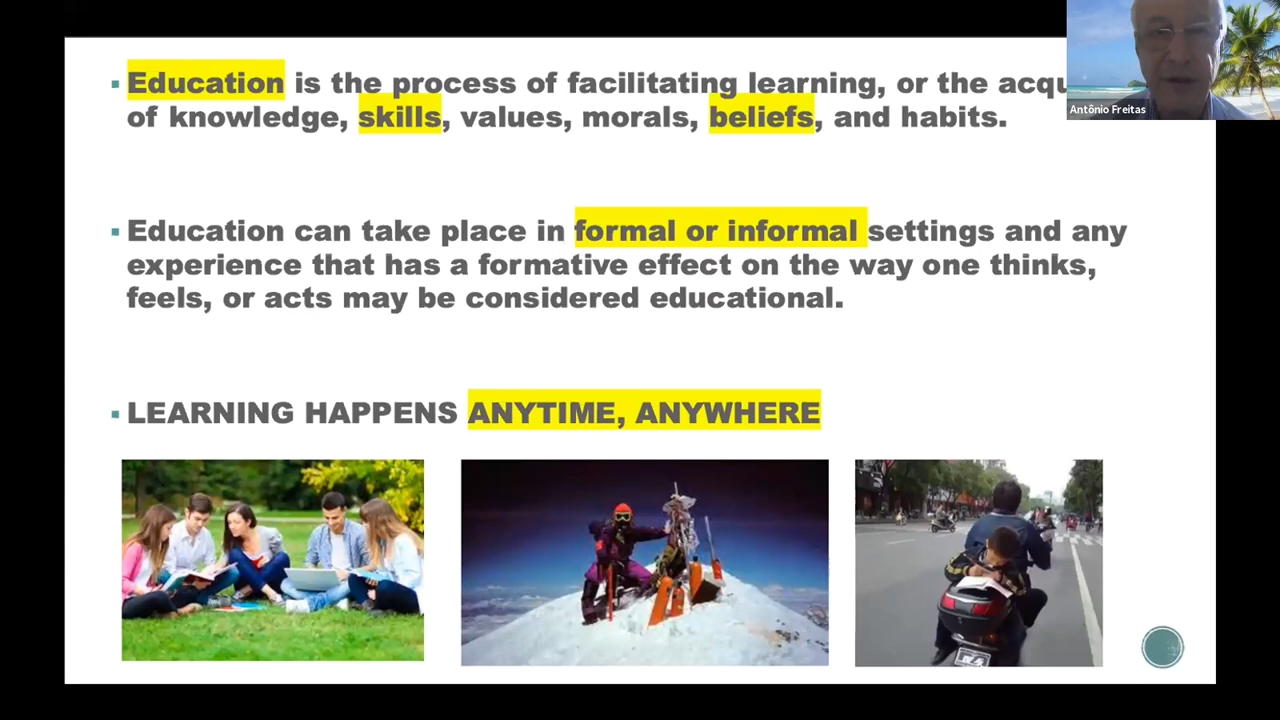 Education is the process of facilitating learning, or the acqu
of knowledge, skills, values, morals, beliefs, and habits.
Antônio Freitas
Education can take place in formal or informal settings and any
experience that has a formative effect on the way one thinks,
feels, or acts may be considered educational.
LEARNING HAPPENS ANYTIME, ANYWHERE